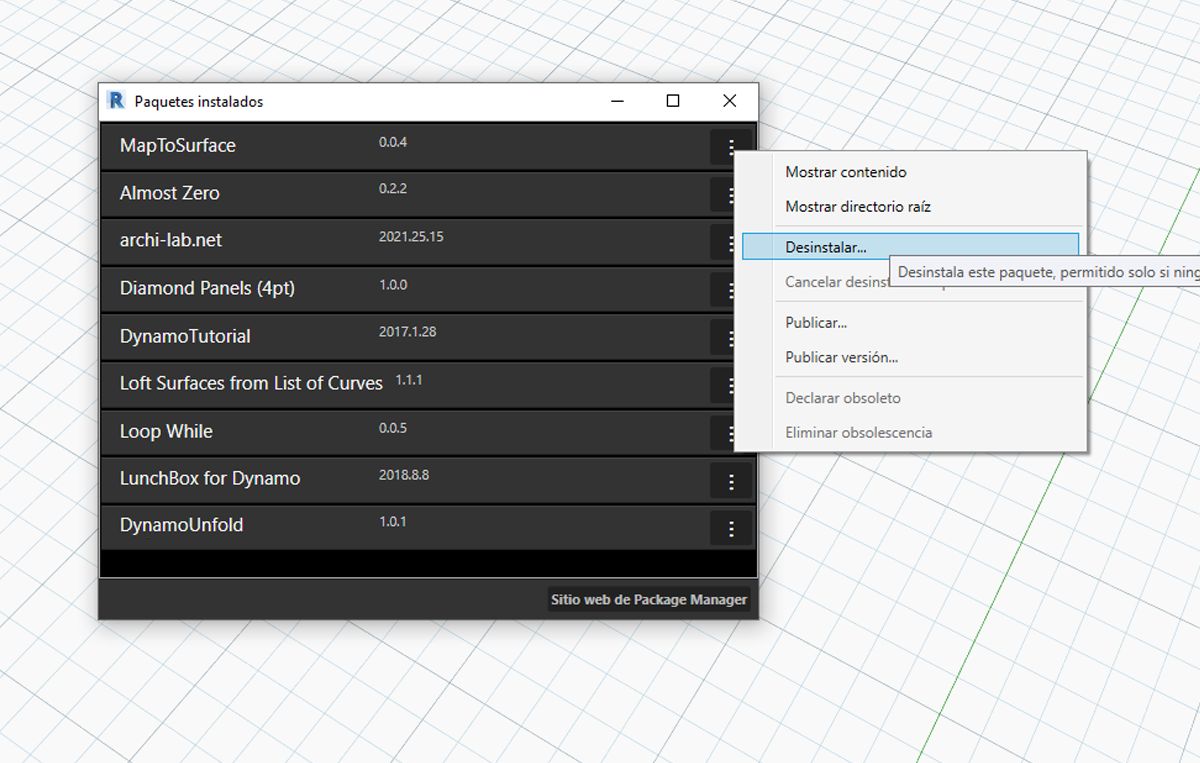 Paquetes instalados
MapToSurface 0.0.4
Almost Zero 0.2.2
archi-lab.net 2021.25.15
Diamond Panels (4pt) 1.0.0
DynamoTutorial 2017.1.28
Loft Surfaces from List of Curves 1.1.1
Loop While 0.0.5
LunchBox for Dynamo 2018.8.8
DynamoUnfold 1.0.1
Sitio web de Package Manager
Mostrar contenido
Mostrar directorio raíz
Desinstalar...
Desinstala este paquete, permitido solo si
Cancelar
Publicar...
Publicar versión...
Declarar obsoleto
Eliminar obsolescencia